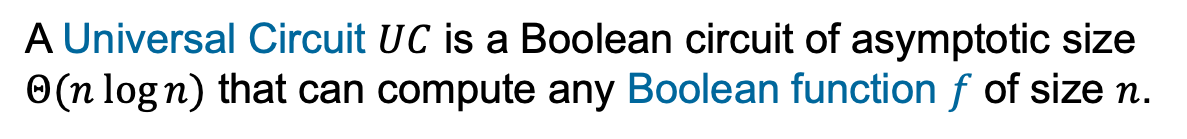 A Universal Circuit UC is a Boolean circuit of asymptotic size
Θ(n log n) that can compute any Boolean function f of size n.